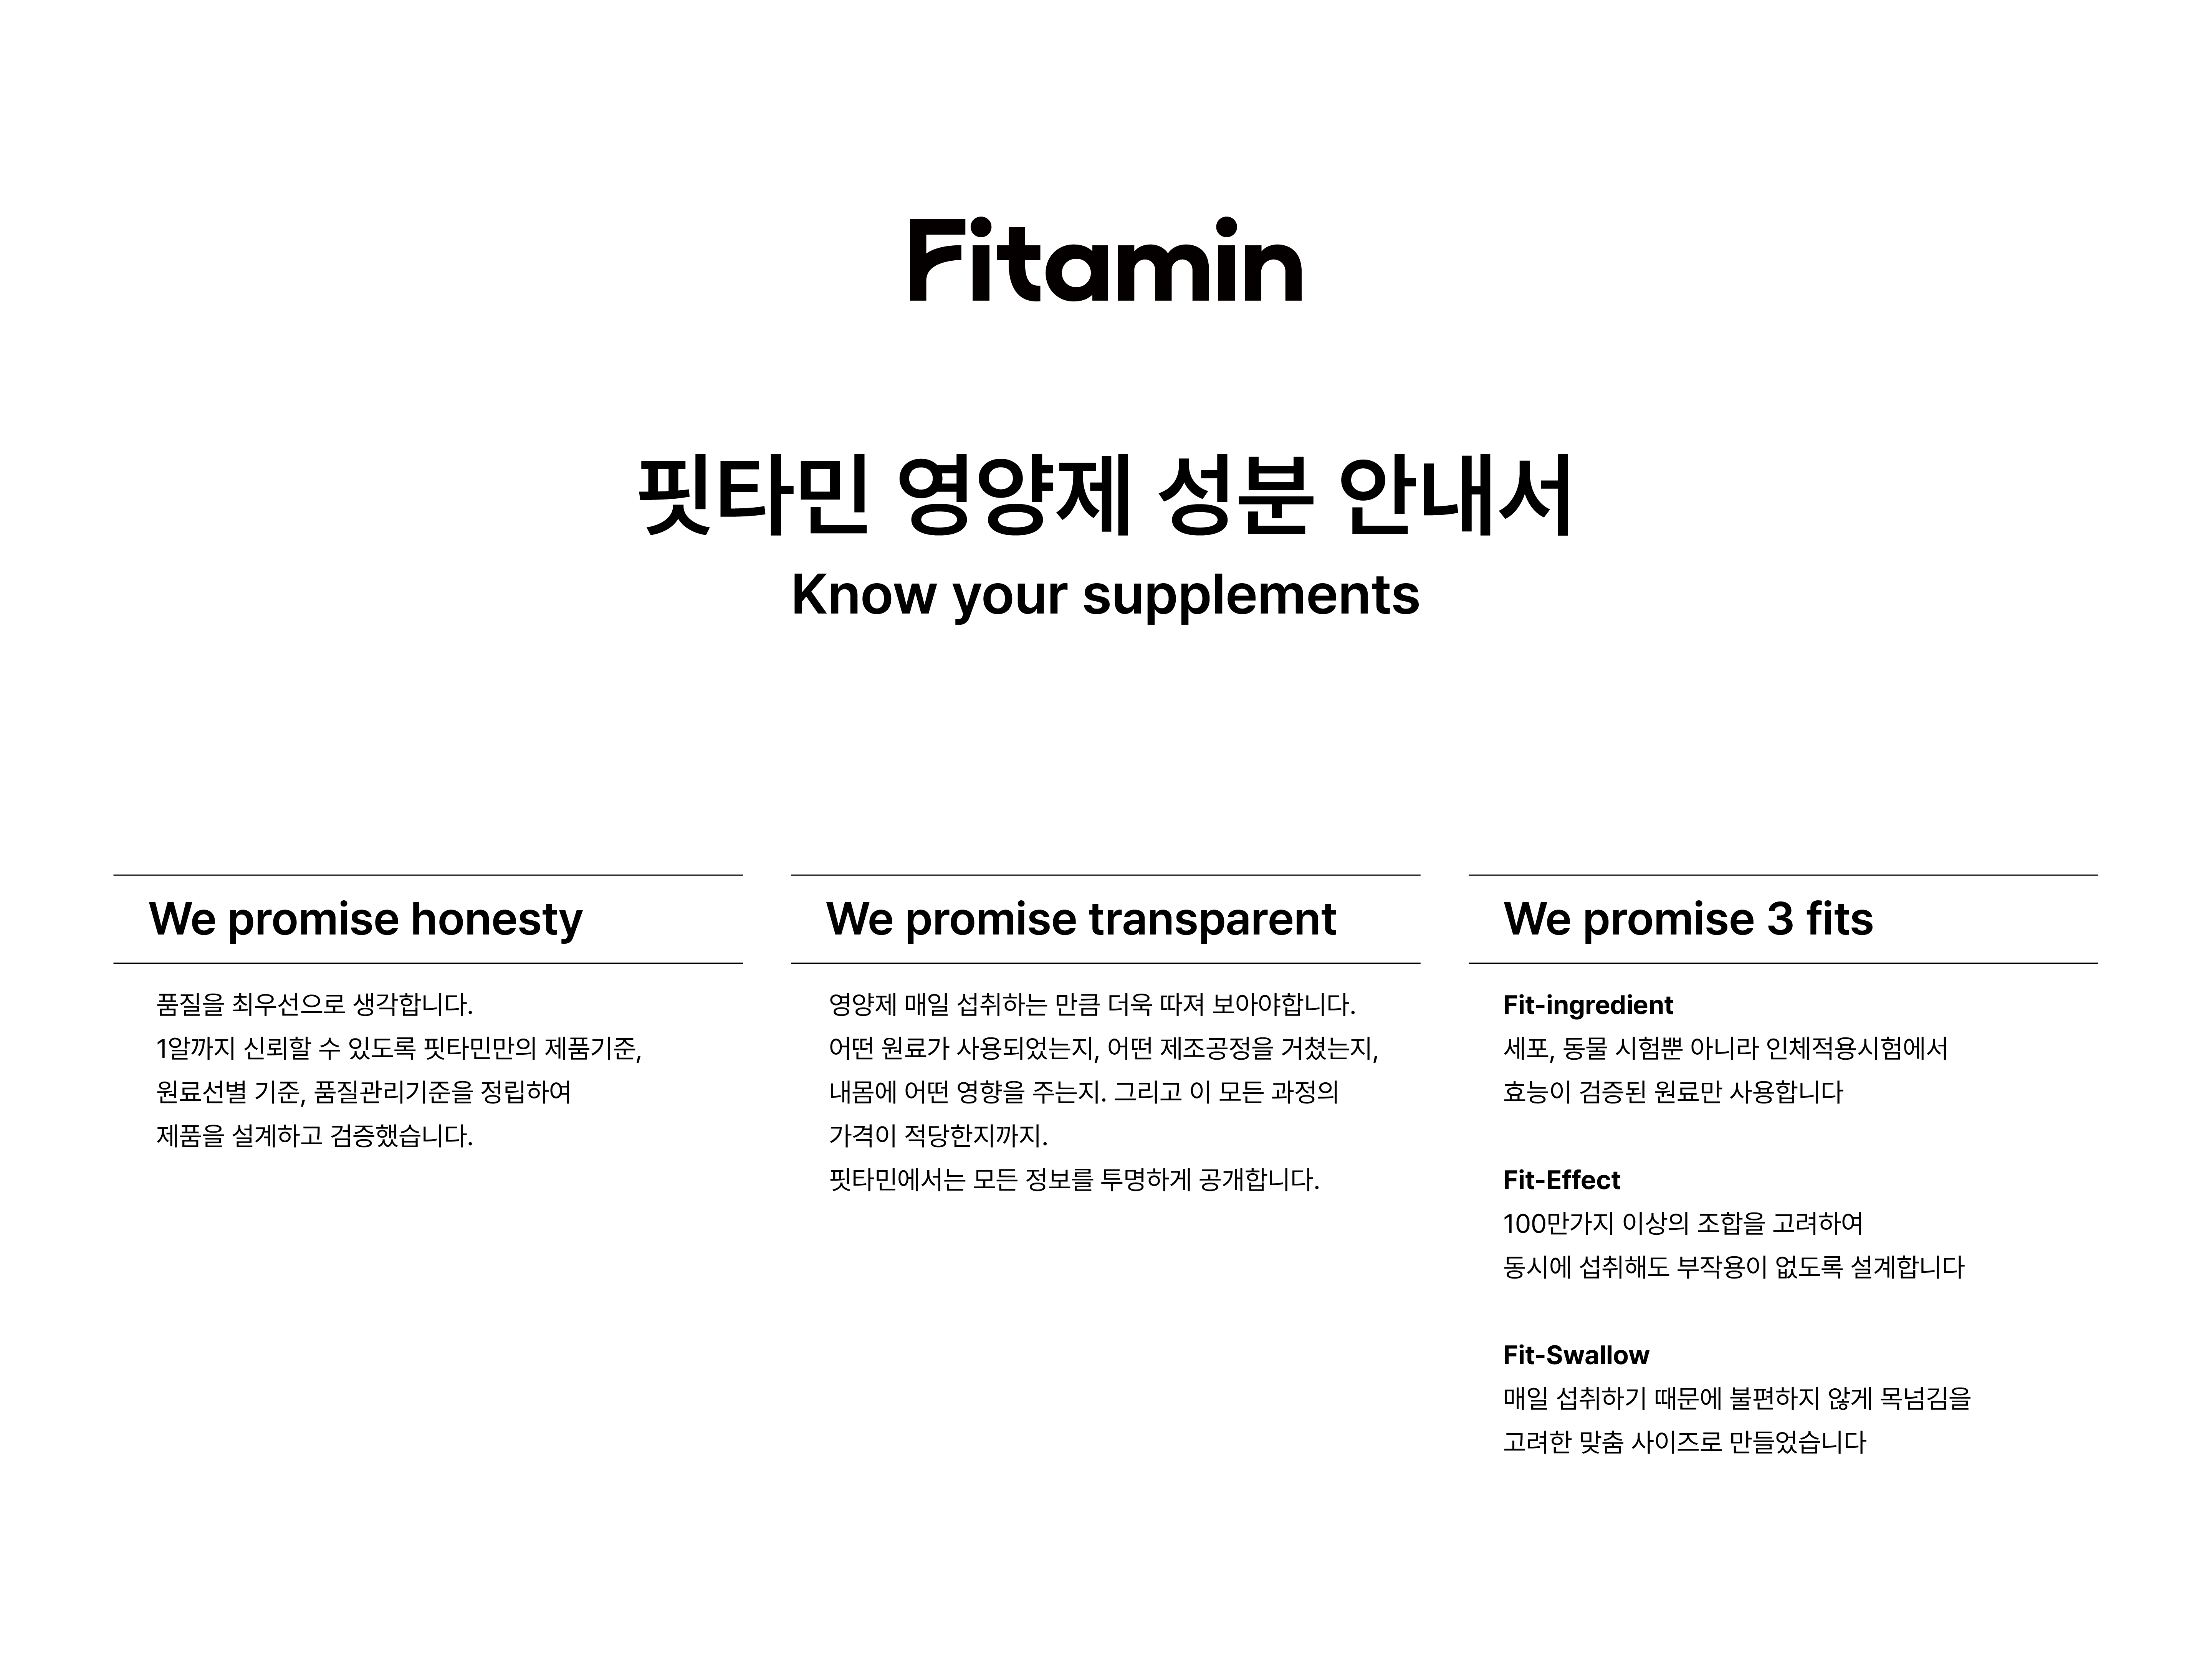 Fitamin
핏타민 영양제 성분 안내서
Know your supplements
We promise honesty
품질을 최우선으로 생각합니다.
1알까지 신뢰할 수 있도록 핏타민만의 제품기준,
원료선별 기준, 품질관리기준을 정립하여
제품을 설계하고 검증했습니다.
We promise transparent
영양제 매일 섭취하는 만큼 더욱 따져 보아야합니다.
어떤 원료가 사용되었는지, 어떤 제조공정을 거쳤는지,
내몸에 어떤 영향을 주는지. 그리고 이 모든 과정의
가격이 적당한지까지.
핏타민에서는 모든 정보를 투명하게 공개합니다.
We promise 3 fits
Fit-ingredient
세포, 동물 시험뿐 아니라 인체적용시험에서
효능이 검증된 원료만 사용합니다
Fit-Effect
100만가지 이상의 조합을 고려하여
동시에 섭취해도 부작용이 없도록 설계합니다
Fit-Swallow
매일 섭취하기 때문에 불편하지 않게 목넘김을
고려한 맞춤 사이즈로 만들었습니다